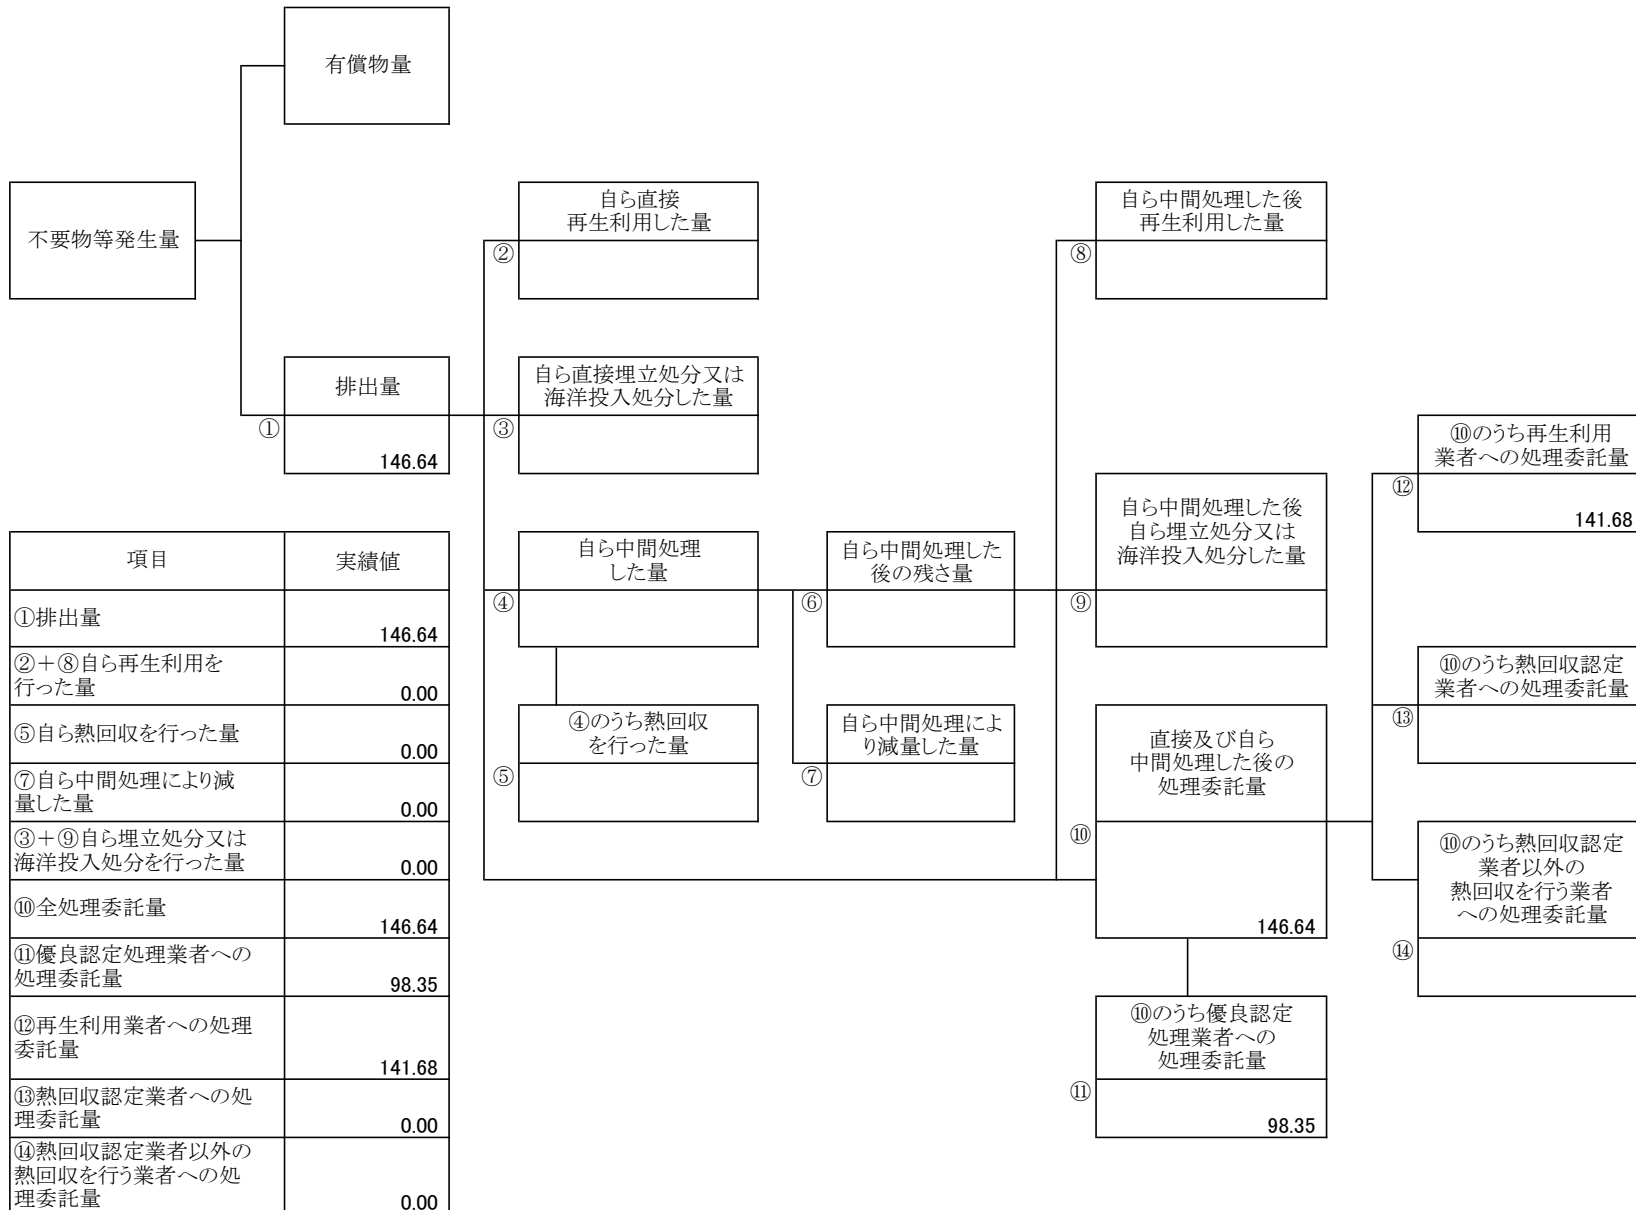 有償物量
不要物等発生量
自ら直接
再生利用した量
②
自ら中間処理した後
再生利用した量
⑧
排出量
①
146.64
自ら直接埋立処分又は
海洋投入処分した量
③
⑩のうち再生利用
業者への処理委託量
⑫
141.68
自ら中間処理した後
自ら埋立処分又は
海洋投入処分した量
⑨
自ら中間処理
した量
④
自ら中間処理した
後の残さ量
⑥
⑩のうち熱回収認定
業者への処理委託量
⑬
④のうち熱回収
を行った量
⑤
自ら中間処理によ
り減量した量
⑦
直接及び自ら
中間処理した後の
処理委託量
⑩
146.64
⑩のうち熱回収認定
業者以外の
熱回収を行う業者
への処理委託量
⑭
⑩のうち優良認定
処理業者への
処理委託量
⑪
98.35
項目 実績値
①排出量
146.64
②+⑧自ら再生利用を
行った量
0.00
⑤自ら熱回収を行った量
0.00
⑦自ら中間処理により減
量した量
0.00
③+⑨自ら埋立処分又は
海洋投入処分を行った量
0.00
⑩全処理委託量
146.64
⑪優良認定処理業者への
処理委託量
98.35
⑫再生利用業者への処理
委託量
141.68
⑬熱回収認定業者への処
理委託量
0.00
⑭熱回収認定業者以外の
熱回収を行う業者への処
理委託量
0.00